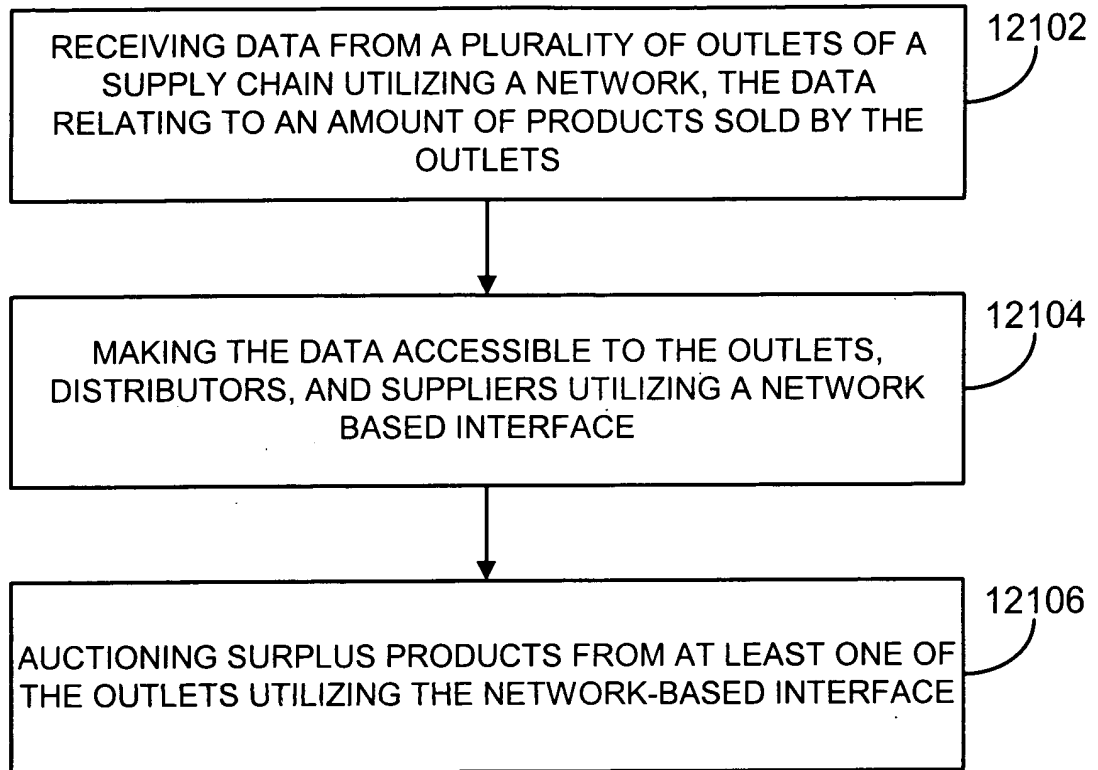 12102
RECEIVING DATA FROM A PLURALITY OF OUTLETS OF A
SUPPLY CHAIN UTILIZING A NETWORK, THE DATA
RELATING TO AN AMOUNT OF PRODUCTS SOLD BY THE
OUTLETS
12104
MAKING THE DATA ACCESSIBLE TO THE OUTLETS,
DISTRIBUTORS, AND SUPPLIERS UTILIZING A NETWORK
BASED INTERFACE
12106
AUCTIONING SURPLUS PRODUCTS FROM AT LEAST ONE OF
THE OUTLETS UTILIZING THE NETWORK-BASED INTERFACE